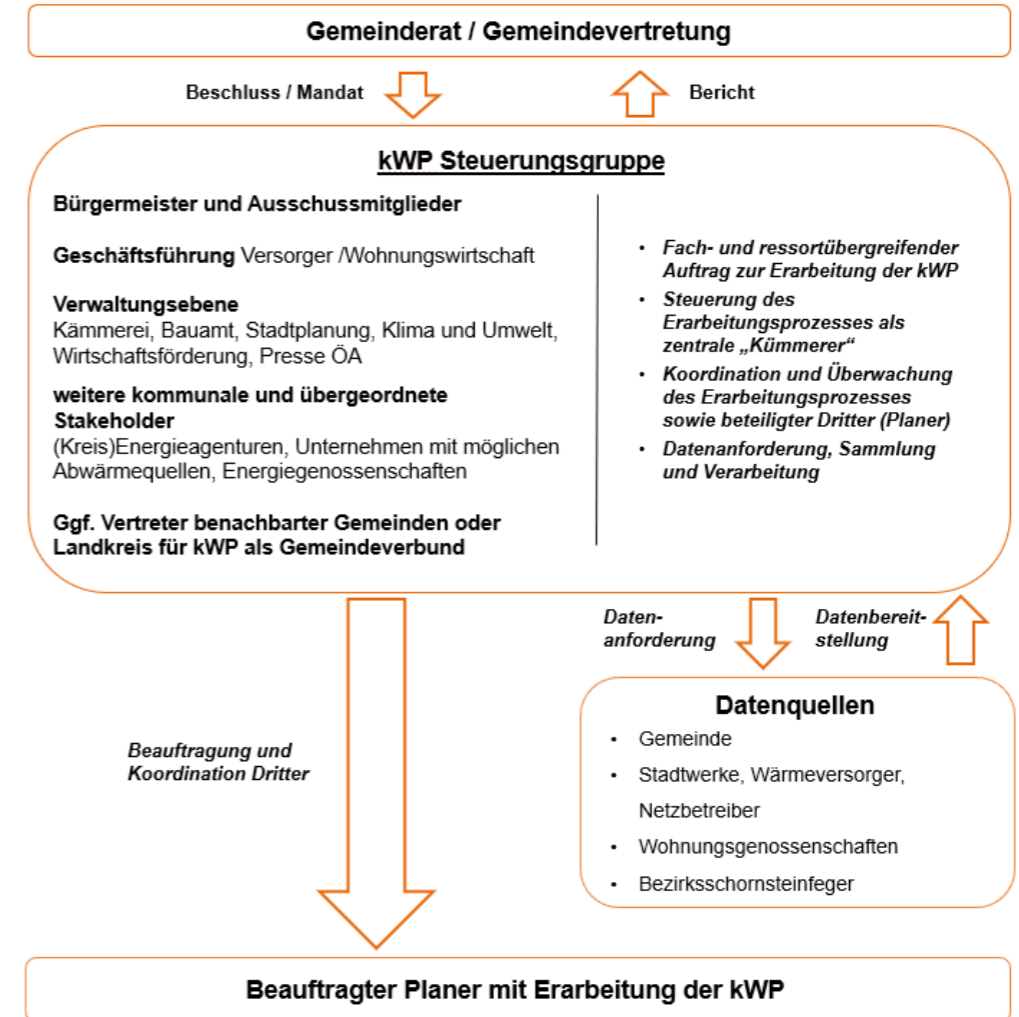 Gemeinderat / Gemeindevertretung
Beschluss / Mandat
Bericht
kWP Steuerungsgruppe
Bürgermeister und Ausschussmitglieder
Geschäftsführung Versorger /Wohnungswirtschaft
Verwaltungsebene
Kämmerei, Bauamt, Stadtplanung, Klima und Umwelt,
Wirtschaftsförderung, Presse ÖA
weitere kommunale und übergeordnete
Stakeholder
(Kreis)Energieagenturen, Unternehmen mit möglichen
Abwärmequellen, Energiegenossenschaften
Ggf. Vertreter benachbarter Gemeinden oder
Landkreis für kWP als Gemeindeverbund
• Fach- und ressortübergreifender
Auftrag zur Erarbeitung der kWP
• Steuerung des
Erarbeitungsprozesses als
zentrale „Kümmerer“
• Koordination und Überwachung
des Erarbeitungsprozesses
sowie beteiligter Dritter (Planer)
• Datenanforderung, Sammlung
und Verarbeitung
Daten-
anforderung
Datenbereit-
stellung
Beauftragung und
Koordination Dritter
Datenquellen
• Gemeinde
• Stadtwerke, Wärmeversorger,
Netzbetreiber
• Wohnungsgenossenschaften
• Bezirksschornsteinfeger
Beauftragter Planer mit Erarbeitung der kWP